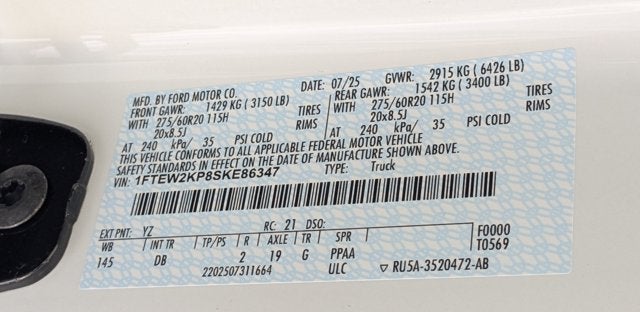 MFD. BY FORD MOTOR CO. DATE: 07/25 GVWR: 2915 KG ( 6426 LB)
FRONT GAWR: 1429 KG ( 3150 LB) REAR GAWR: 1542 KG ( 3400 LB)
WITH 275/60R20 115H TIRES WITH 275/60R20 115H TIRES
20x8.5J RIMS 20x8.5J RIMS
AT 240 kPa/ 35 PSI COLD AT 240 kPa/ 35 PSI COLD
THIS VEHICLE CONFORMS TO ALL APPLICABLE FEDERAL MOTOR VEHICLE
SAFETY STANDARDS IN EFFECT ON THE DATE OF MANUFACTURE SHOWN ABOVE.
VIN: 1FTEW2KP8SKE86347 TYPE: Truck
EXT PNT: YZ RC: 21 DSO: F0000
WB INT TR TP/PS R AXLE TR SPR T0569
145 DB 2 19 G PPAA
2202507311664 ULC ▽ RU5A-3520472-AB